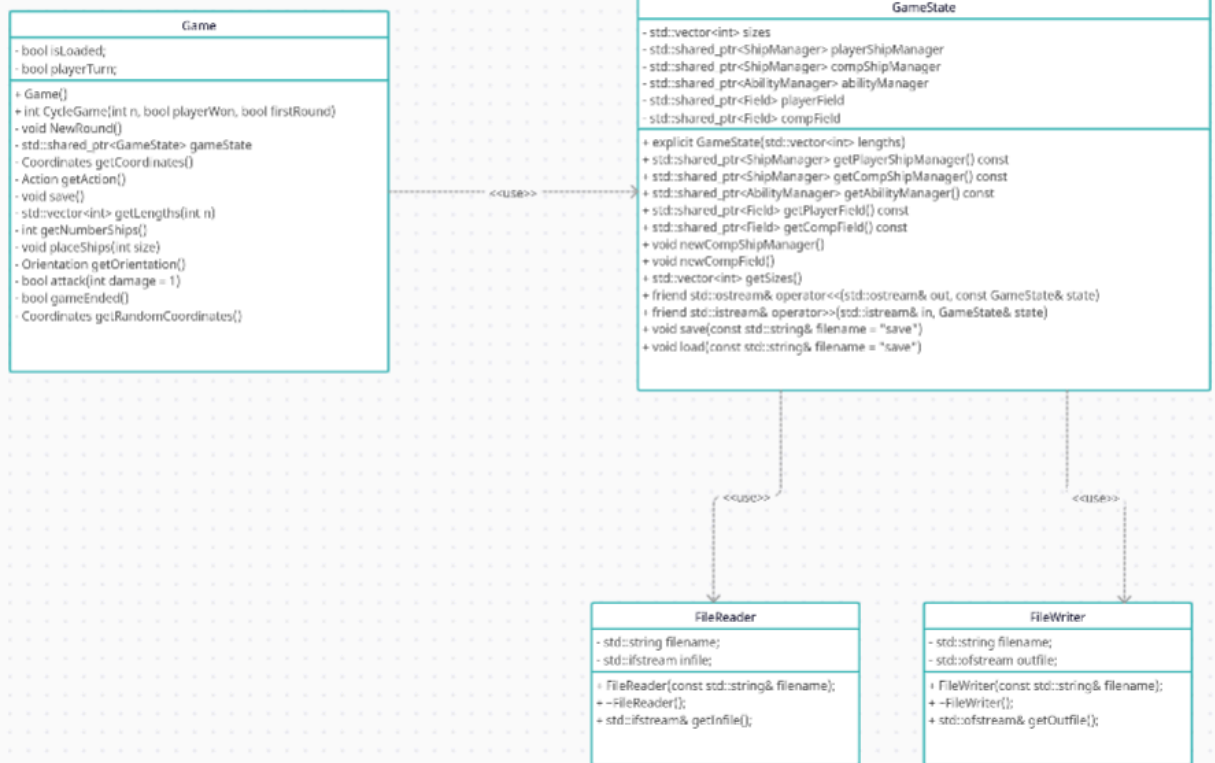 Game
- bool isLoaded;
- bool playerTurn;
+ Game()
+ int CycleGame(int n, bool playerWon, bool firstRound)
- void NewRound()
- std::shared_ptr<GameState> gameState
- Coordinates getCoordinates()
- Action getAction()
- void save()
- std::vector<int> getLengths(int n)
- int getNumberShips()
- void placeShips(int size)
- Orientation getOrientation()
- bool attack(int damage = 1)
- bool gameEnded()
- Coordinates getRandomCoordinates()
<<use>>
GameState
- std::vector<int> sizes
- std::shared_ptr<ShipManager> playerShipManager
- std::shared_ptr<ShipManager> compShipManager
- std::shared_ptr<AbilityManager> abilityManager
- std::shared_ptr<Field> playerField
- std::shared_ptr<Field> compField
+ explicit GameState(std::vector<int> lengths)
+ std::shared_ptr<ShipManager> getPlayerShipManager() const
+ std::shared_ptr<ShipManager> getCompShipManager() const
+ std::shared_ptr<AbilityManager> getAbilityManager() const
+ std::shared_ptr<Field> getPlayerField() const
+ std::shared_ptr<Field> getCompField() const
+ void newCompShipManager()
+ void newCompField()
+ std::vector<int> getSizes()
+ friend std::ostream& operator<<(std::ostream& out, const GameState& state)
+ friend std::istream& operator>>(std::istream& in, GameState& state)
+ void save(const std::string& filename = "save")
+ void load(const std::string& filename = "save")
<<use>>
<<use>>
FileReader
- std::string filename;
- std::ifstream infile;
+ FileReader(const std::string& filename);
+ ~FileReader();
+ std::ifstream& getInfile();
FileWriter
- std::string filename;
- std::ofstream outfile;
+ FileWriter(const std::string& filename);
+ ~FileWriter();
+ std::ofstream& getOutfile();